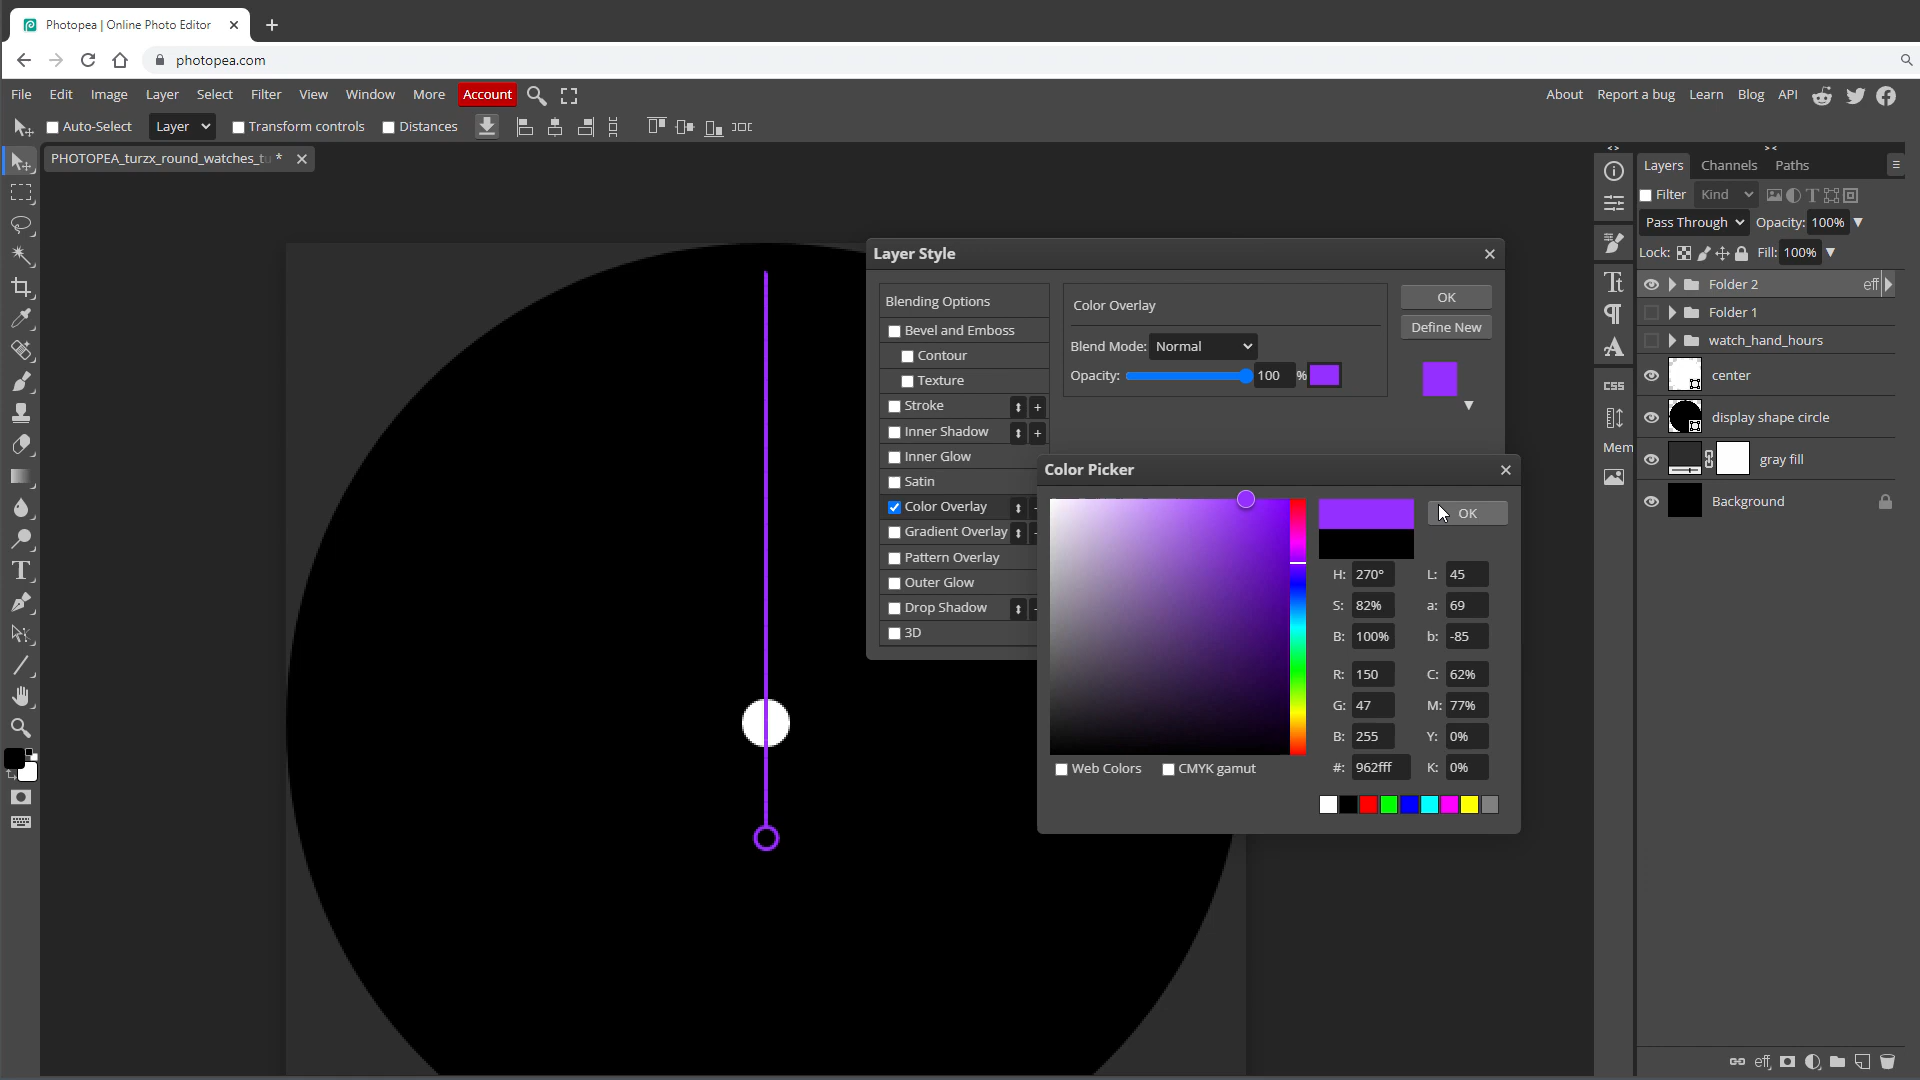 Photopea | Online Photo Editor
photopea.com
File Edit Image Layer Select Filter View Window More Account
About Report a bug Learn Blog API
Auto-Select Layer Transform controls Distances
PHOTOPEA_turzx_round_watches_tu *
Layers Channels Paths
Filter Kind
Pass Through Opacity: 100%
Lock: Fill: 100%
Folder 2 eff
Folder 1
watch_hand_hours
center
display shape circle
gray fill
Background
CSS
Mem
Layer Style
Blending Options
Bevel and Emboss
Contour
Texture
Stroke
Inner Shadow
Inner Glow
Satin
Color Overlay
Gradient Overlay
Pattern Overlay
Outer Glow
Drop Shadow
3D
Color Overlay
Blend Mode: Normal
Opacity: 100 %
OK
Define New
Color Picker
OK
H: 270° L: 45
S: 82% a: 69
B: 100% b: -85
R: 150 C: 62%
G: 47 M: 77%
B: 255 Y: 0%
#: 962fff K: 0%
Web Colors CMYK gamut
eff